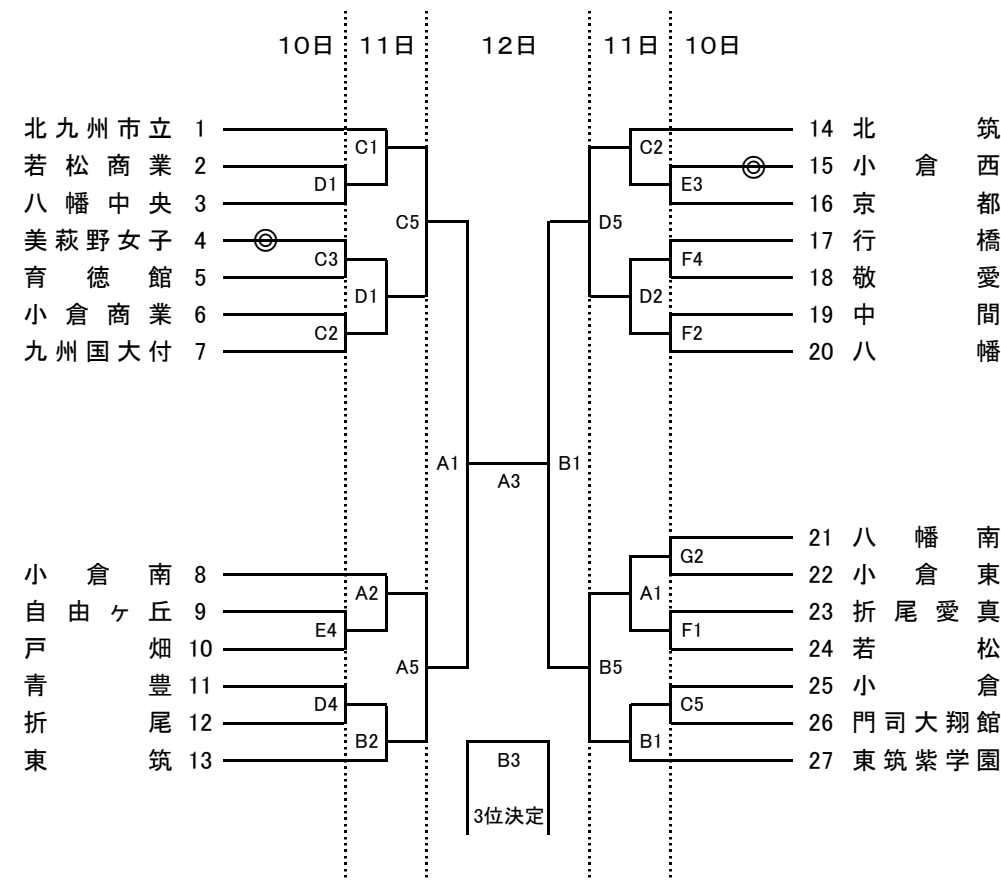 10日 11日 12日 11日 10日
北九州市立 1
若松商業 2
八幡中央 3
美萩野女子 4 ◎
育徳館 5
小倉商業 6
九州国大付 7
C1
D1
C5
C3
D1
C2
小倉南 8
自由ヶ丘 9
戸畑 10
青豊 11
折尾 12
東筑 13
A2
E4
A5
D4
B2
A1
A3
B1
B3
3位決定
14 北筑
◎ 15 小倉西
16 京都
17 行橋
18 敬愛
19 中間
20 八幡
C2
E3
D5
F4
D2
F2
21 八幡南
22 小倉東
23 折尾愛真
24 若松
25 小倉
26 門司大翔館
27 東筑紫学園
G2
A1
F1
B5
C5
B1